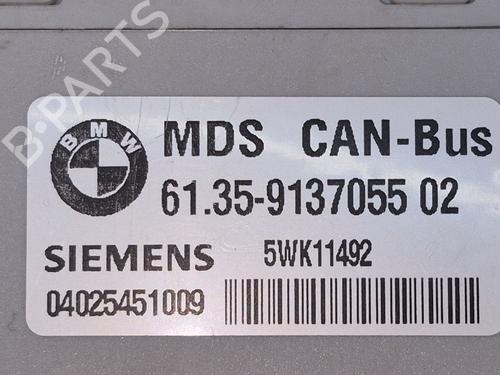 B-PARTS
BMW
MDS CAN-Bus
61.35-9137055 02
SIEMENS 5WK11492
04025451009